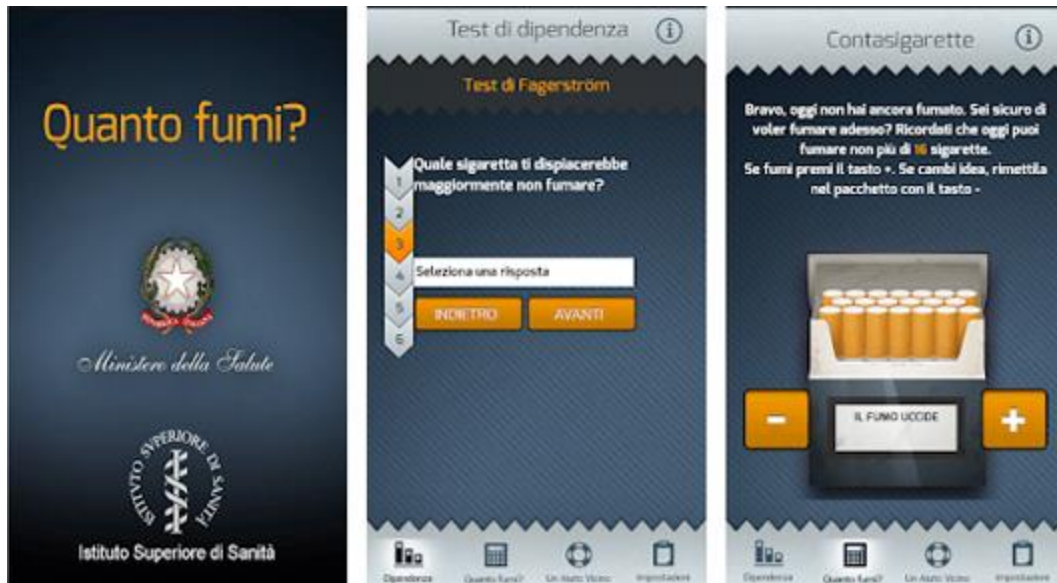 Quanto fumi?
Ministero della Salute
ISTITVTO SVPERIORE DI SANITÀ
Istituto Superiore di Sanità
Test di dipendenza
i
Test di Fagerström
Quale sigaretta ti dispiacerebbe
maggiormente non fumare?
1
2
3
4
5
6
Seleziona una risposta
INDIETRO
AVANTI
Dipendenza
Quanto fumi?
Un Aiuto Vicino
Impostazioni
Contasigarette
i
Bravo, oggi non hai ancora fumato. Sei sicuro di
voler fumare adesso? Ricordati che oggi puoi
fumare non più di 16 sigarette.
Se fumi premi il tasto +. Se cambi idea, rimettila
nel pacchetto con il tasto -
-
IL FUMO UCCIDE
+
Dipendenza
Quanto fumi?
Un Aiuto Vicino
Impostazioni